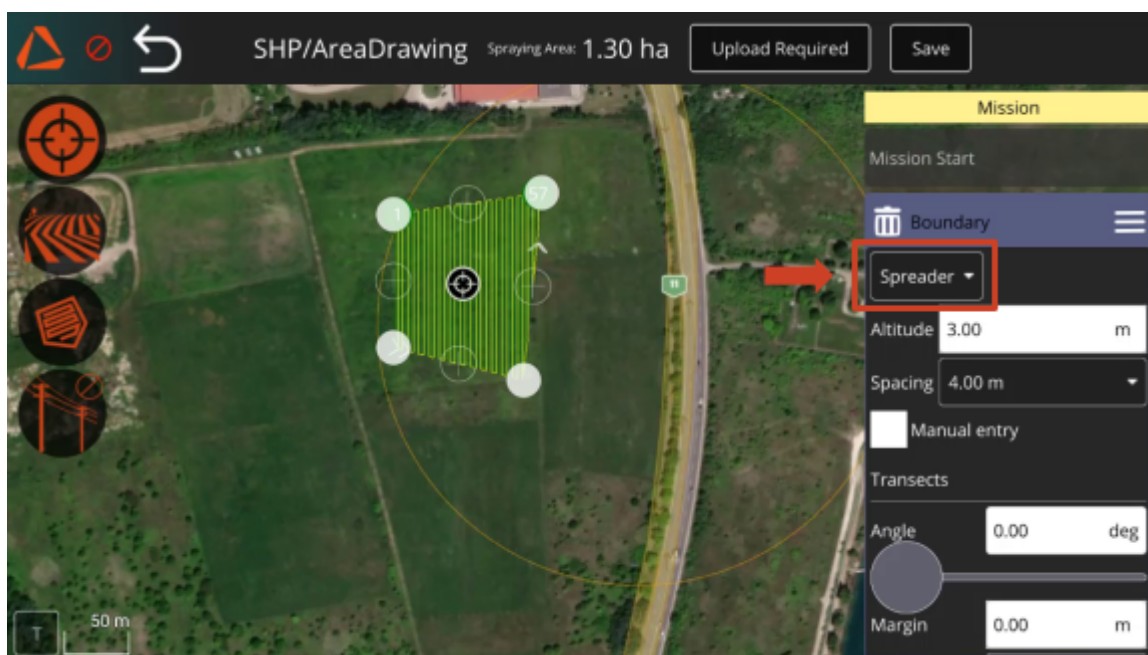 SHP/AreaDrawing Spraying Area: 1.30 ha Upload Required Save
Mission
Mission Start
Boundary
Spreader
Altitude 3.00 m
Spacing 4.00 m
Manual entry
Transects
Angle 0.00 deg
Margin 0.00 m
1
57
11
T 50 m